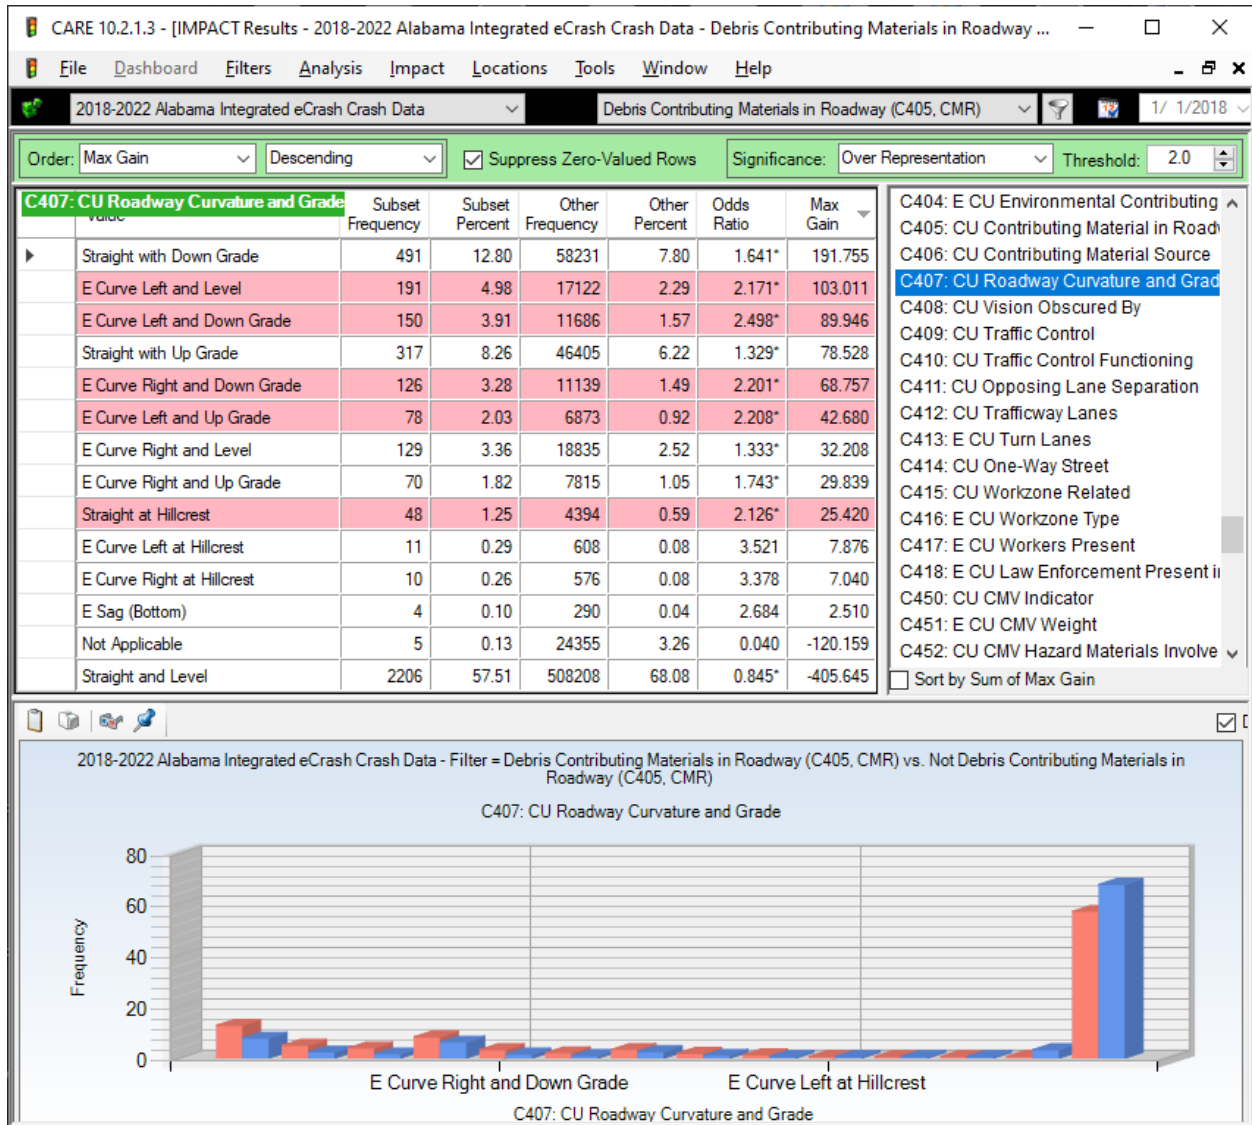 CARE 10.2.1.3 - [IMPACT Results - 2018-2022 Alabama Integrated eCrash Crash Data - Debris Contributing Materials in Roadway ...
File Dashboard Filters Analysis Impact Locations Tools Window Help
2018-2022 Alabama Integrated eCrash Crash Data Debris Contributing Materials in Roadway (C405, CMR) 1/ 1/2018
Order: Max Gain Descending Suppress Zero-Valued Rows Significance: Over Representation Threshold: 2.0
C407: CU Roadway Curvature and Grade Subset Frequency Subset Percent Other Frequency Other Percent Odds Ratio Max Gain
Straight with Down Grade 491 12.80 58231 7.80 1.641* 191.755
E Curve Left and Level 191 4.98 17122 2.29 2.171* 103.011
E Curve Left and Down Grade 150 3.91 11686 1.57 2.498* 89.946
Straight with Up Grade 317 8.26 46405 6.22 1.329* 78.528
E Curve Right and Down Grade 126 3.28 11139 1.49 2.201* 68.757
E Curve Left and Up Grade 78 2.03 6873 0.92 2.208* 42.680
E Curve Right and Level 129 3.36 18835 2.52 1.333* 32.208
E Curve Right and Up Grade 70 1.82 7815 1.05 1.743* 29.839
Straight at Hillcrest 48 1.25 4394 0.59 2.126* 25.420
E Curve Left at Hillcrest 11 0.29 608 0.08 3.521 7.876
E Curve Right at Hillcrest 10 0.26 576 0.08 3.378 7.040
E Sag (Bottom) 4 0.10 290 0.04 2.684 2.510
Not Applicable 5 0.13 24355 3.26 0.040 -120.159
Straight and Level 2206 57.51 508208 68.08 0.845* -405.645
C404: E CU Environmental Contributing
C405: CU Contributing Material in Roadw
C406: CU Contributing Material Source
C407: CU Roadway Curvature and Grad
C408: CU Vision Obscured By
C409: CU Traffic Control
C410: CU Traffic Control Functioning
C411: CU Opposing Lane Separation
C412: CU Trafficway Lanes
C413: E CU Turn Lanes
C414: CU One-Way Street
C415: CU Workzone Related
C416: E CU Workzone Type
C417: E CU Workers Present
C418: E CU Law Enforcement Present i
C450: CU CMV Indicator
C451: E CU CMV Weight
C452: CU CMV Hazard Materials Involve
Sort by Sum of Max Gain
2018-2022 Alabama Integrated eCrash Crash Data - Filter = Debris Contributing Materials in Roadway (C405, CMR) vs. Not Debris Contributing Materials in
Roadway (C405, CMR)
C407: CU Roadway Curvature and Grade
80
60
40
20
0
Frequency
E Curve Right and Down Grade E Curve Left at Hillcrest
C407: CU Roadway Curvature and Grade